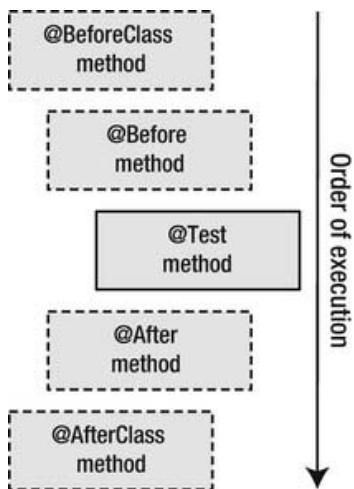 @BeforeClass
method
@Before
method
@Test
method
@After
method
@AfterClass
method
Order of execution